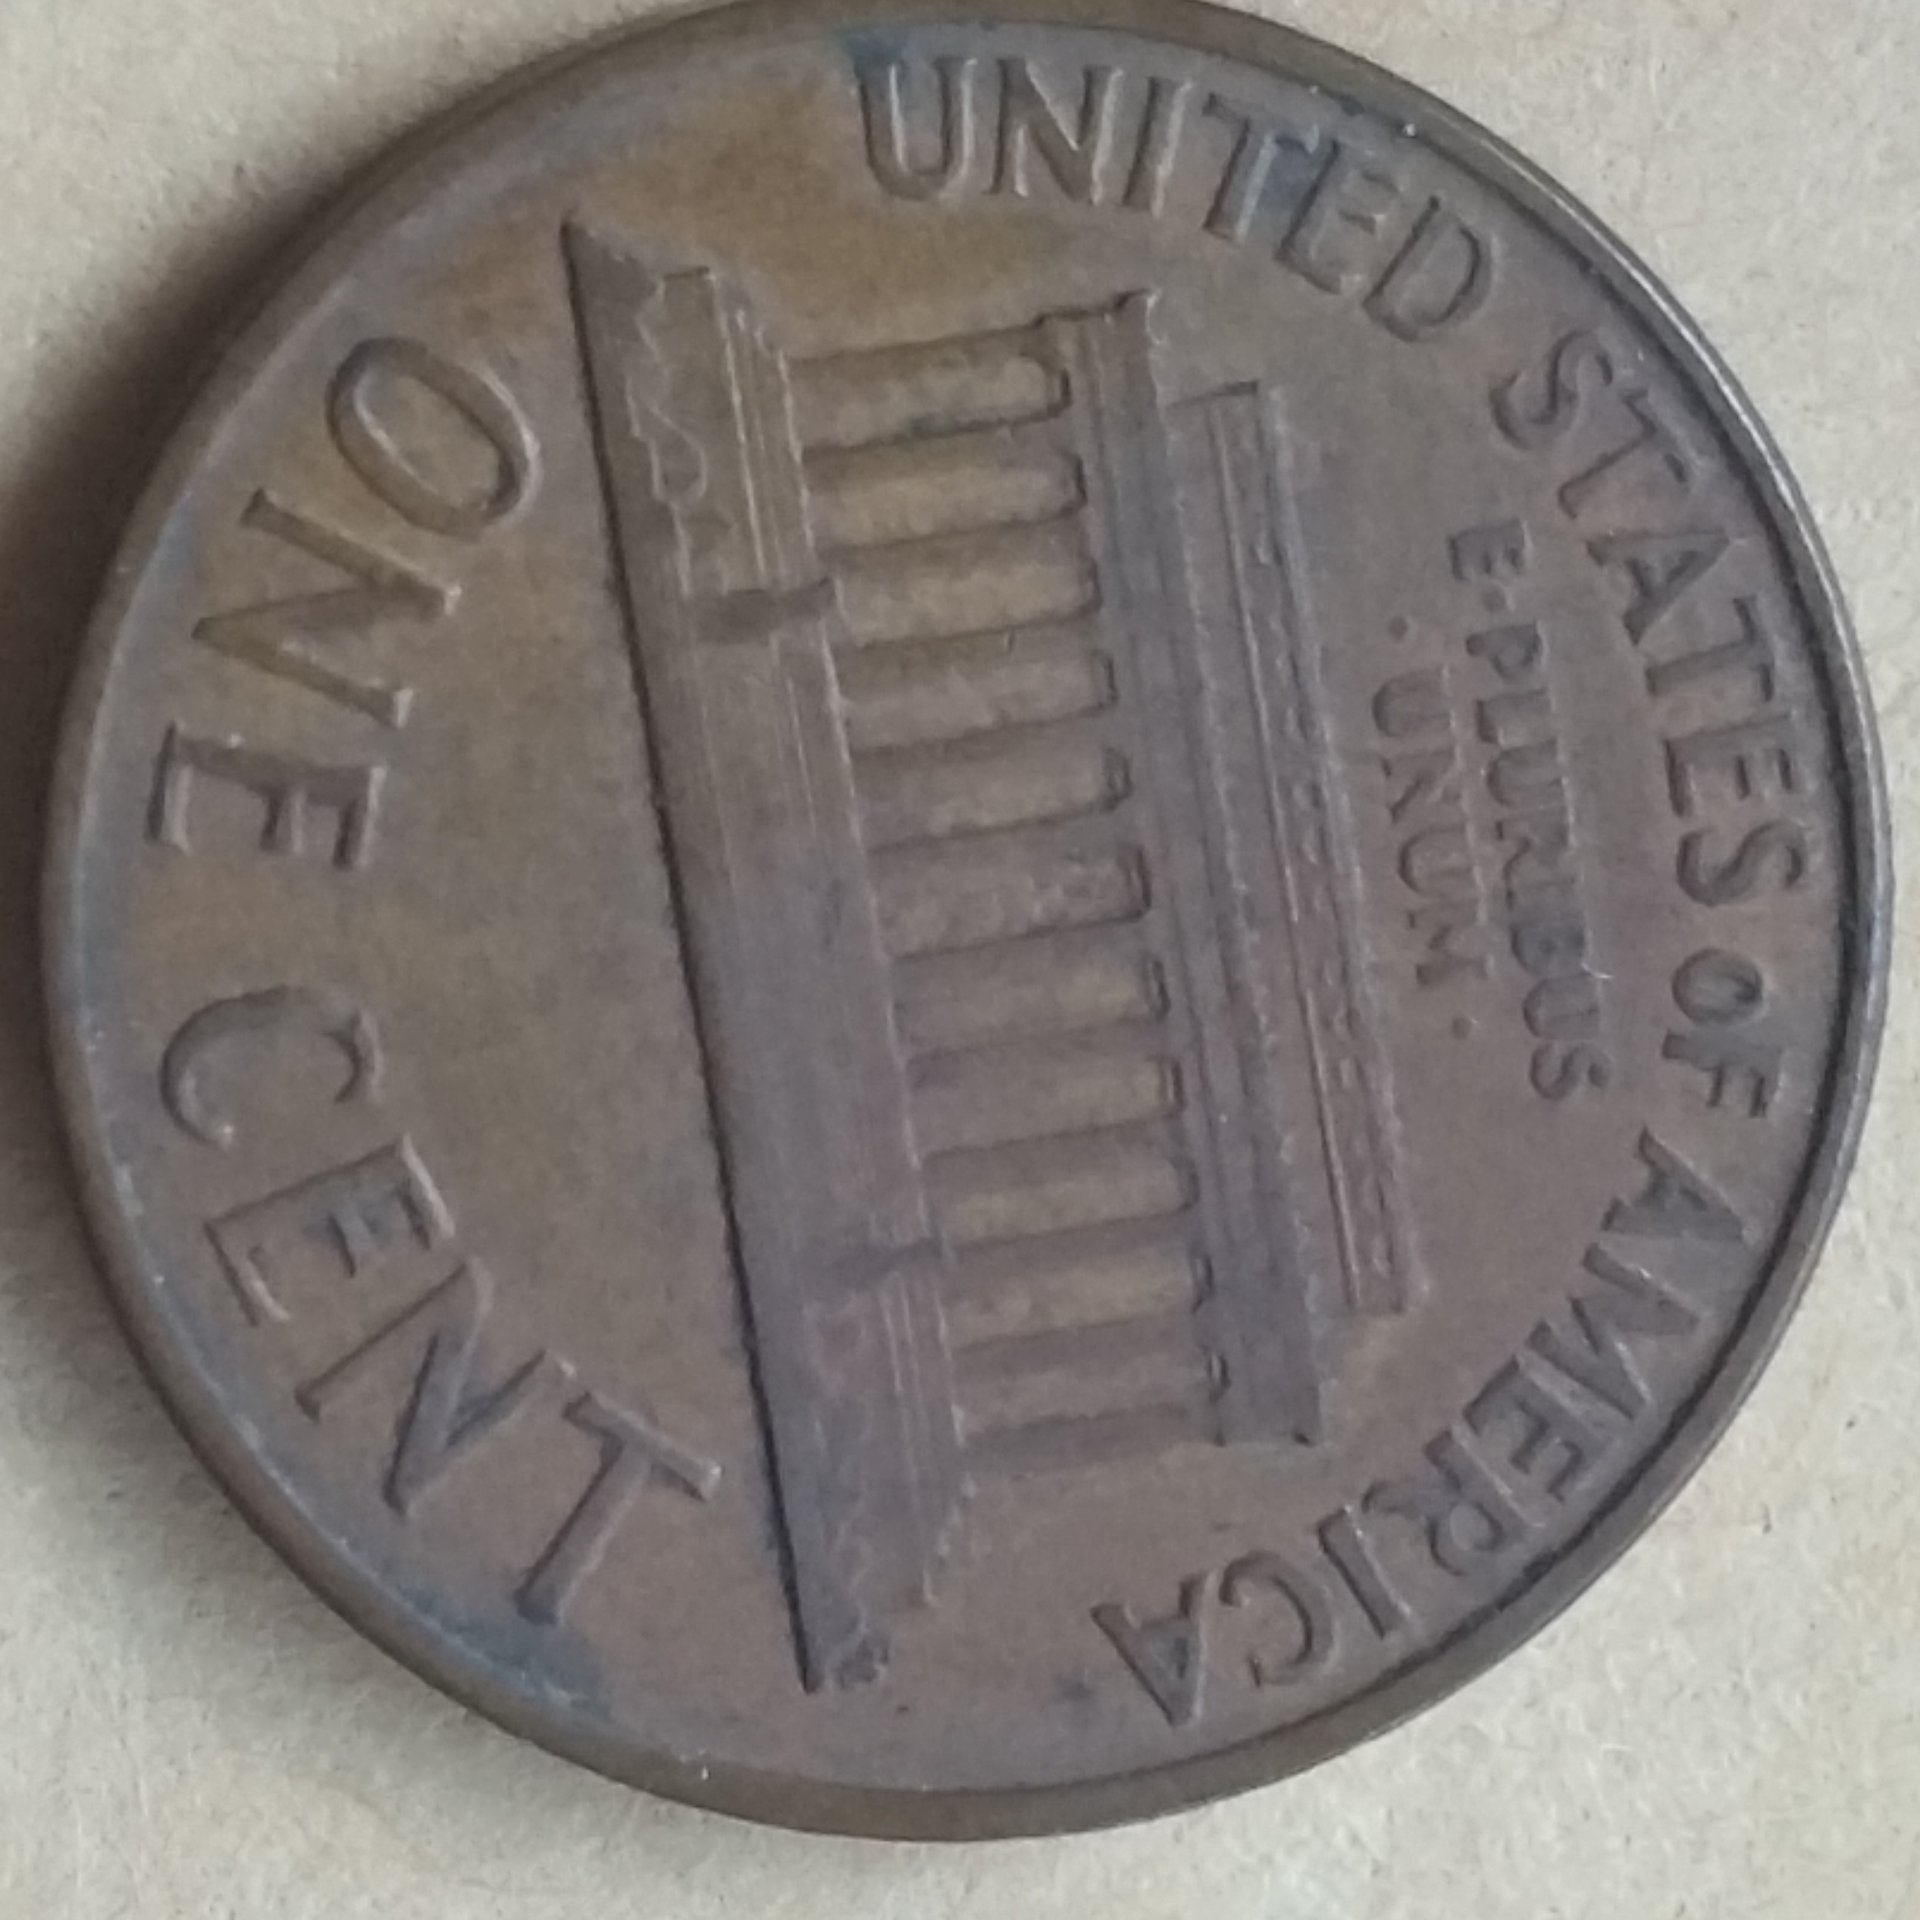 UNITED STATES OF AMERICA
E·PLURIBUS
·UNUM·
ONE CENT